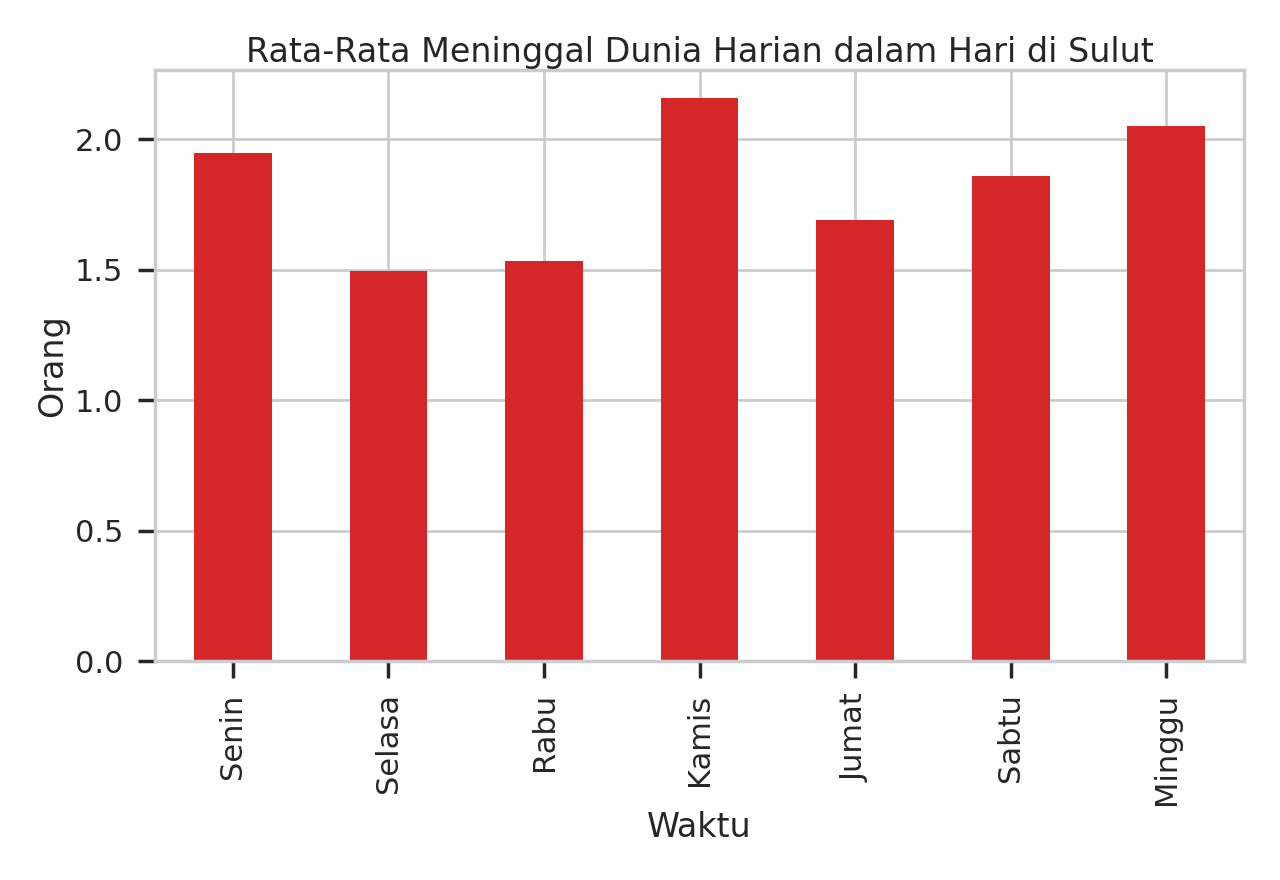 Rata-Rata Meninggal Dunia Harian dalam Hari di Sulut
2.0
1.5
1.0
0.5
0.0
Orang
Senin
Selasa
Rabu
Kamis
Jumat
Sabtu
Minggu
Waktu